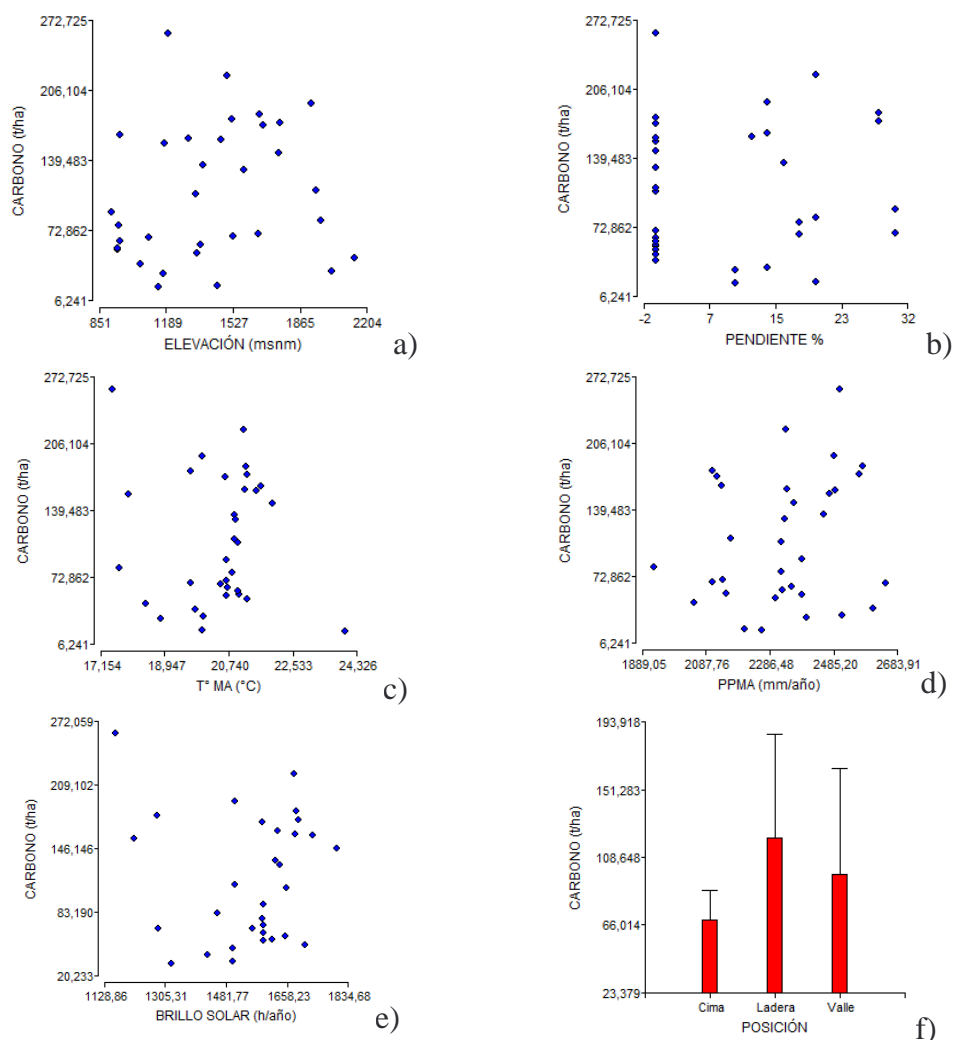 272,725
206,104
139,483
72,862
6,241
CARBONO (t/ha)
851 1189 1527 1865 2204
ELEVACIÓN (msnm)
a)
272,725
206,104
139,483
72,862
6,241
CARBONO (t/ha)
-2 7 15 23 32
PENDIENTE %
b)
272,725
206,104
139,483
72,862
6,241
CARBONO (t/ha)
17,154 18,947 20,740 22,533 24,326
T° MA (°C)
c)
272,725
206,104
139,483
72,862
6,241
CARBONO (t/ha)
1889,05 2087,76 2286,48 2485,20 2683,91
PPMA (mm/año)
d)
272,059
209,102
146,146
83,190
20,233
CARBONO (t/ha)
1128,86 1305,31 1481,77 1658,23 1834,68
BRILLO SOLAR (h/año)
e)
193,918
151,283
108,648
66,014
23,379
CARBONO (t/ha)
Cima Ladera Valle
POSICIÓN
f)